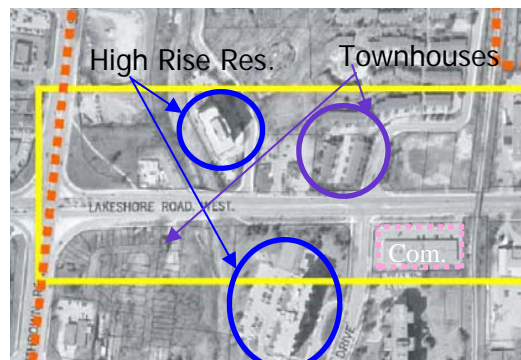 High Rise Res.
Townhouses
LAKESHORE ROAD WEST.
Com.
DRIVE